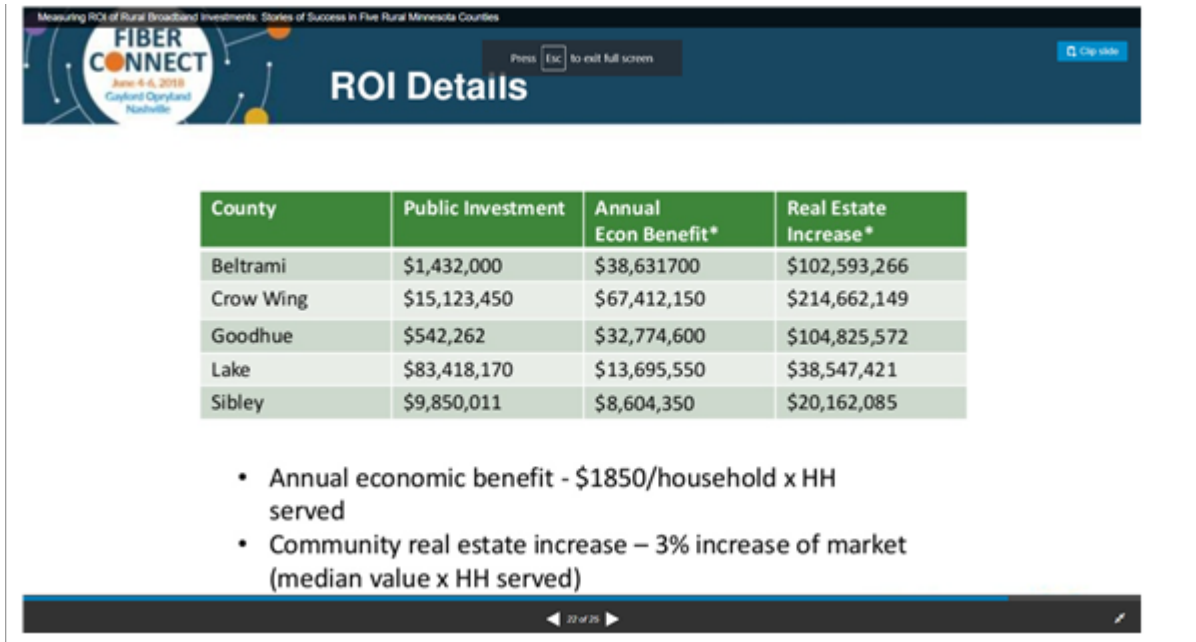 Measuring ROI of Rural Broadband Investments: Stories of Success in Five Rural Minnesota Counties
FIBER
CONNECT
June 4-6, 2018
Gaylord Opryland
Nashville
Press Esc to exit full screen
Clip slide
ROI Details
County Public Investment Annual Econ Benefit* Real Estate Increase*
Beltrami $1,432,000 $38,631700 $102,593,266
Crow Wing $15,123,450 $67,412,150 $214,662,149
Goodhue $542,262 $32,774,600 $104,825,572
Lake $83,418,170 $13,695,550 $38,547,421
Sibley $9,850,011 $8,604,350 $20,162,085
• Annual economic benefit - $1850/household x HH
served
• Community real estate increase – 3% increase of market
(median value x HH served)
22 of 25